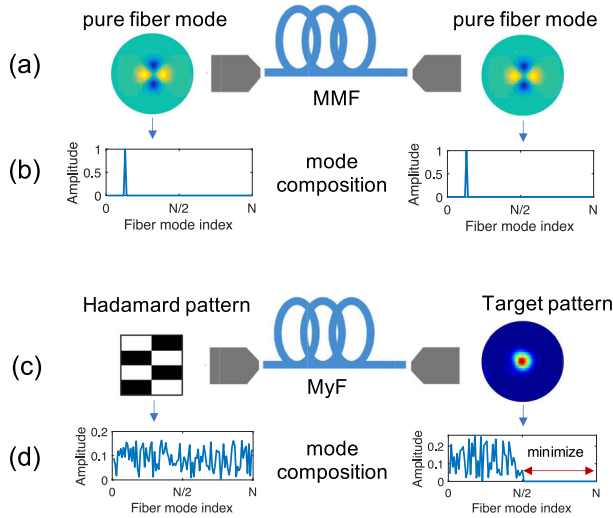 pure fiber mode
pure fiber mode
(a)
MMF
(b)
Amplitude
1
0.5
0
0
N/2
N
Fiber mode index
mode
composition
Amplitude
1
0.5
0
0
N/2
N
Fiber mode index
Hadamard pattern
Target pattern
(c)
MyF
(d)
Amplitude
0.2
0.1
0
0
N/2
N
Fiber mode index
mode
composition
Amplitude
0.2
0.1
0
minimize
0
N/2
N
Fiber mode index